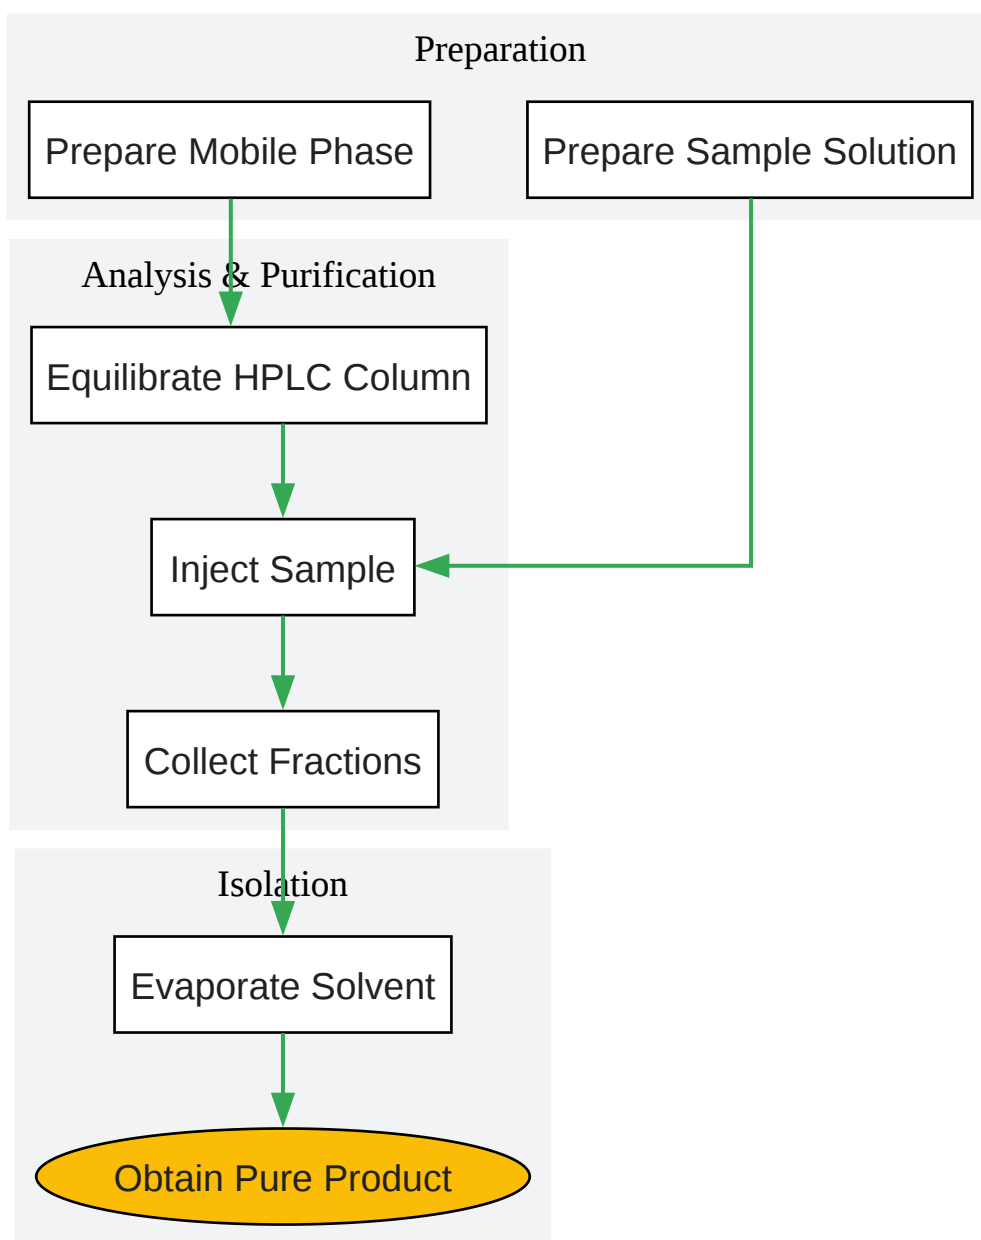 Preparation
Prepare Mobile Phase
Prepare Sample Solution
Analysis & Purification
Equilibrate HPLC Column
Inject Sample
Collect Fractions
Isolation
Evaporate Solvent
Obtain Pure Product